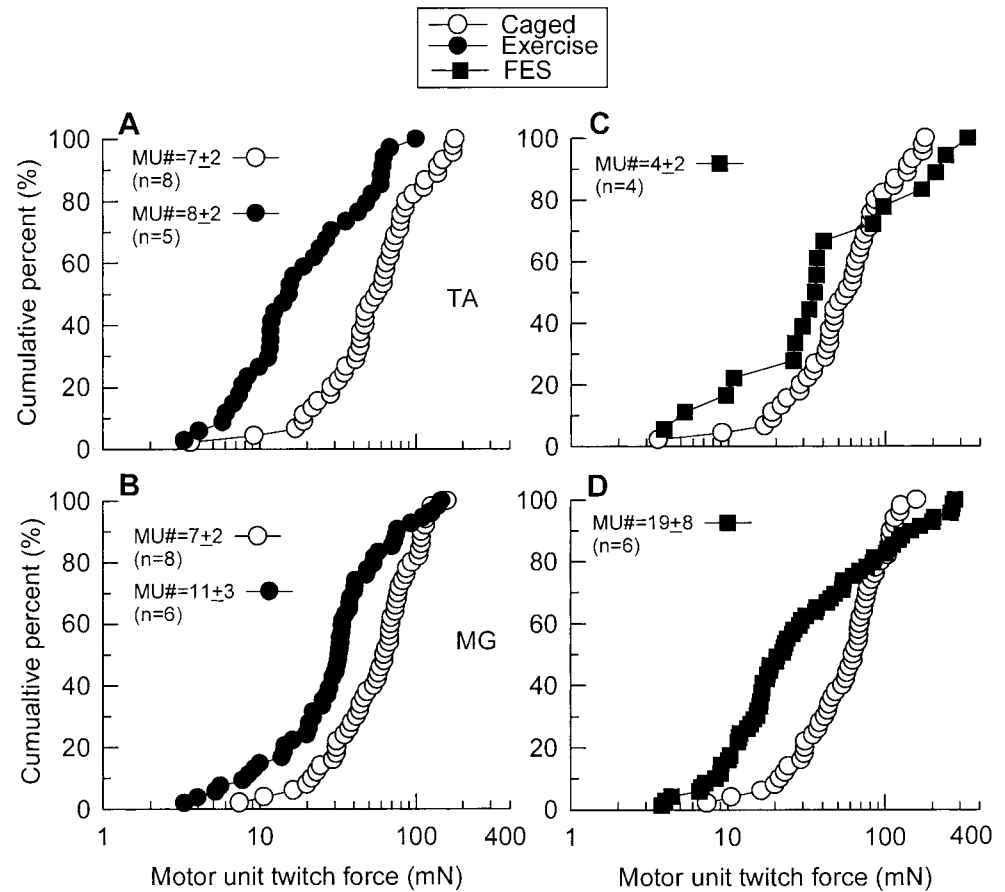 Caged
Exercise
FES
A
MU#=7±2
(n=8)
MU#=8±2
(n=5)
TA
Cumulative percent (%)
100
80
60
40
20
0
C
MU#=4±2
(n=4)
100
80
60
40
20
0
B
MU#=7±2
(n=8)
MU#=11±3
(n=6)
MG
Cumualtive percent (%)
100
80
60
40
20
0
1
10
100
400
Motor unit twitch force (mN)
D
MU#=19±8
(n=6)
100
80
60
40
20
0
1
10
100
400
Motor unit twitch force (mN)